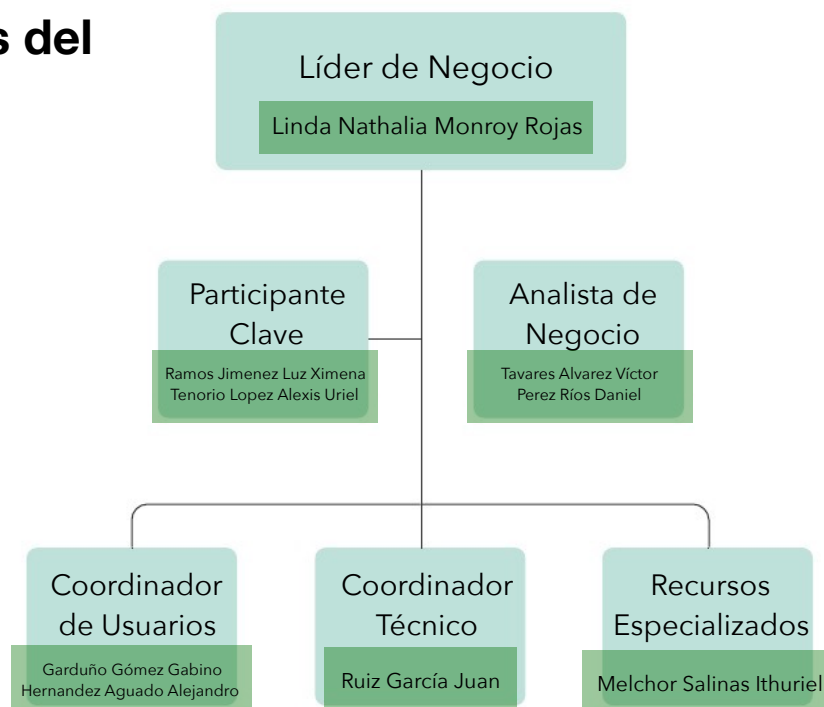 s del
Líder de Negocio
Linda Nathalia Monroy Rojas
Participante
Clave
Ramos Jimenez Luz Ximena
Tenorio Lopez Alexis Uriel
Analista de
Negocio
Tavares Alvarez Víctor
Perez Ríos Daniel
Coordinador
de Usuarios
Garduño Gómez Gabino
Hernandez Aguado Alejandro
Coordinador
Técnico
Ruiz García Juan
Recursos
Especializados
Melchor Salinas Ithuriel